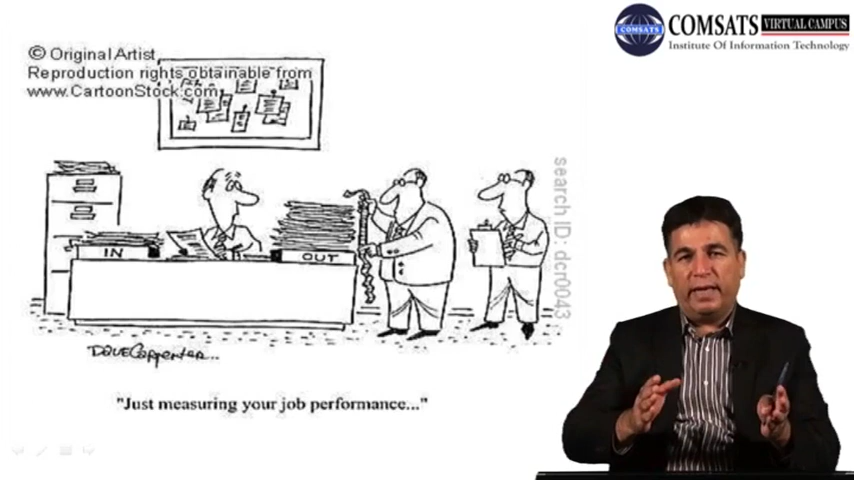 © Original Artist
Reproduction rights obtainable from
www.CartoonStock.com
COMSATS
COMSATS VIRTUAL CAMPUS
Institute Of Information Technology
search ID: dcr0043
IN
OUT
DaveCarpenter...
"Just measuring your job performance..."